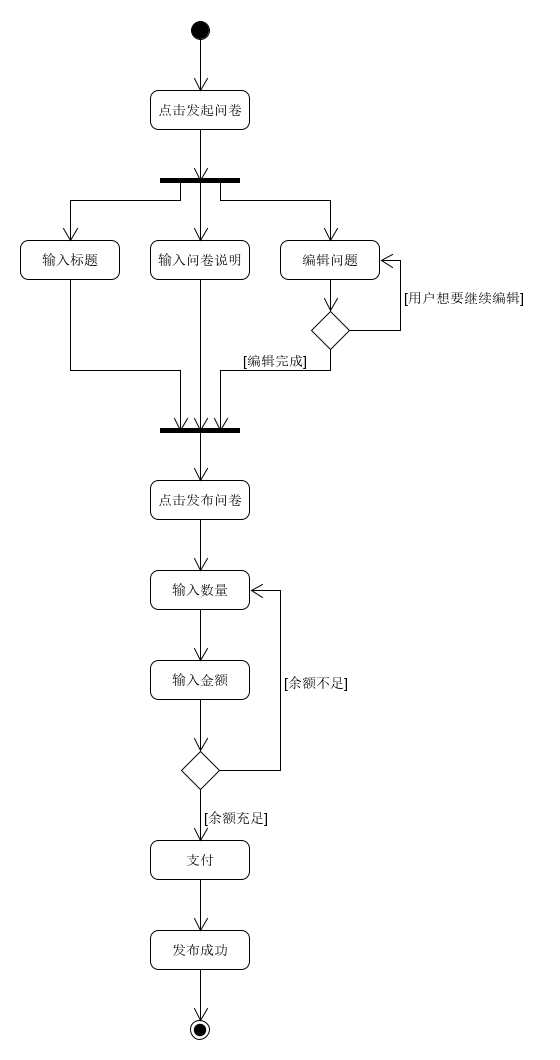 点击发起问卷
输入标题
输入问卷说明
编辑问题
[用户想要继续编辑]
[编辑完成]
点击发布问卷
输入数量
输入金额
[余额不足]
[余额充足]
支付
发布成功